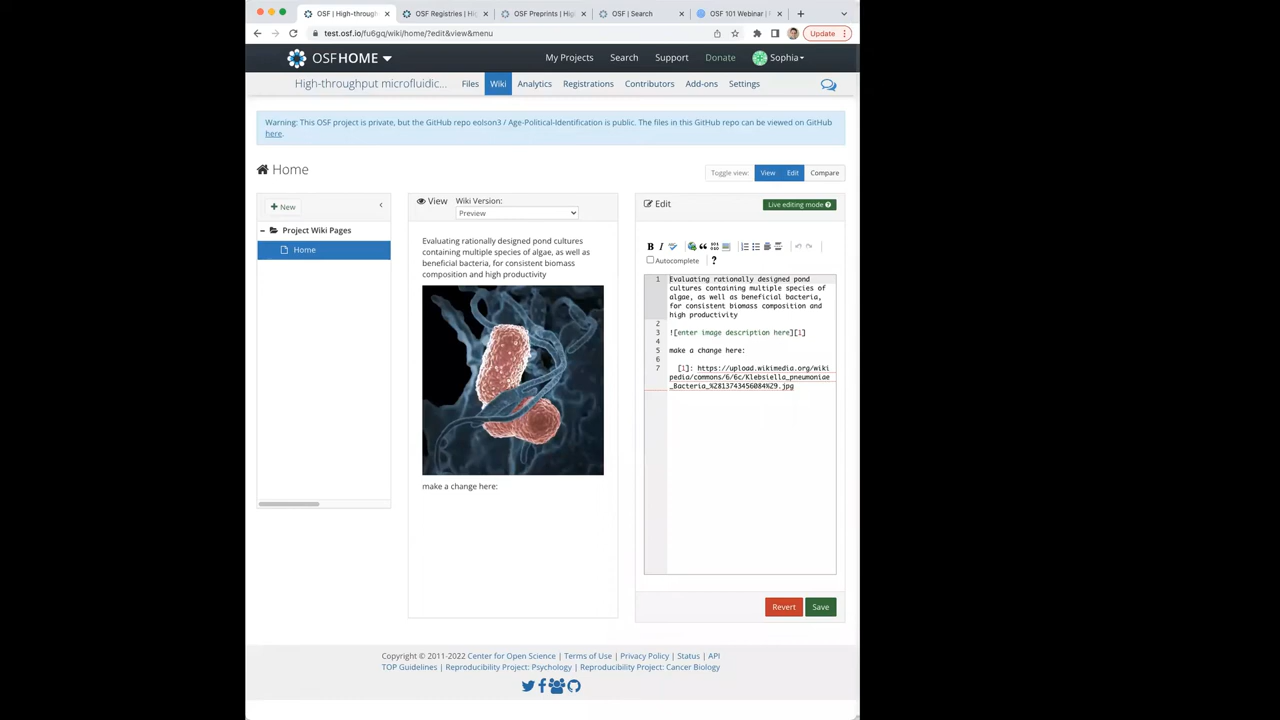 OSF | High-through
OSF Registries | Hi
OSF Preprints | Hig
OSF | Search
OSF 101 Webinar |
test.osf.io/fu6gq/wiki/home/?edit&view&menu
Update
OSFHOME
My Projects
Search
Support
Donate
Sophia
High-throughput microfluidic...
Files
Wiki
Analytics
Registrations
Contributors
Add-ons
Settings
Warning: This OSF project is private, but the GitHub repo eolson3 / Age-Political-Identification is public. The files in this GitHub repo can be viewed on GitHub
here.
Home
Toggle view:
View
Edit
Compare
New
Project Wiki Pages
Home
View
Wiki Version:
Preview
Evaluating rationally designed pond cultures
containing multiple species of algae, as well as
beneficial bacteria, for consistent biomass
composition and high productivity
make a change here:
Edit
Live editing mode
B I
Autocomplete
?
1 Evaluating rationally designed pond
cultures containing multiple species of
algae, as well as beneficial bacteria,
for consistent biomass composition and
high productivity
2
3 ![enter image description here][1]
4
5 make a change here:
6
7 [1]: https://upload.wikimedia.org/wiki
pedia/commons/6/6c/Klebsiella_pneumoniae
_Bacteria_%2813743456084%29.jpg
Revert
Save
Copyright © 2011-2022 Center for Open Science | Terms of Use | Privacy Policy | Status | API
TOP Guidelines | Reproducibility Project: Psychology | Reproducibility Project: Cancer Biology